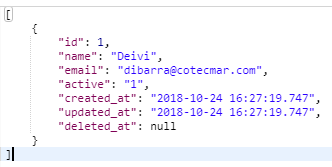 [
    {
        "id": 1,
        "name": "Deivi",
        "email": "dibarra@cotecmar.com",
        "active": "1",
        "created_at": "2018-10-24 16:27:19.747",
        "updated_at": "2018-10-24 16:27:19.747",
        "deleted_at": null
    }
]